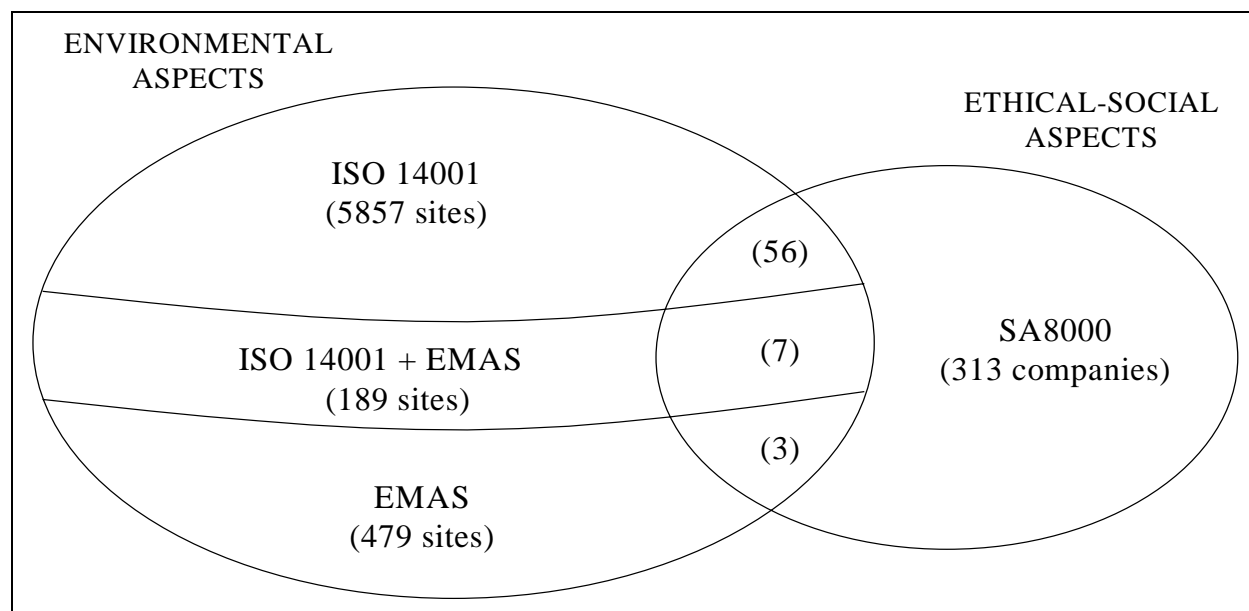 ENVIRONMENTAL
ASPECTS
ETHICAL-SOCIAL
ASPECTS
ISO 14001
(5857 sites)
(56)
ISO 14001 + EMAS
(189 sites)
(7)
SA8000
(313 companies)
(3)
EMAS
(479 sites)